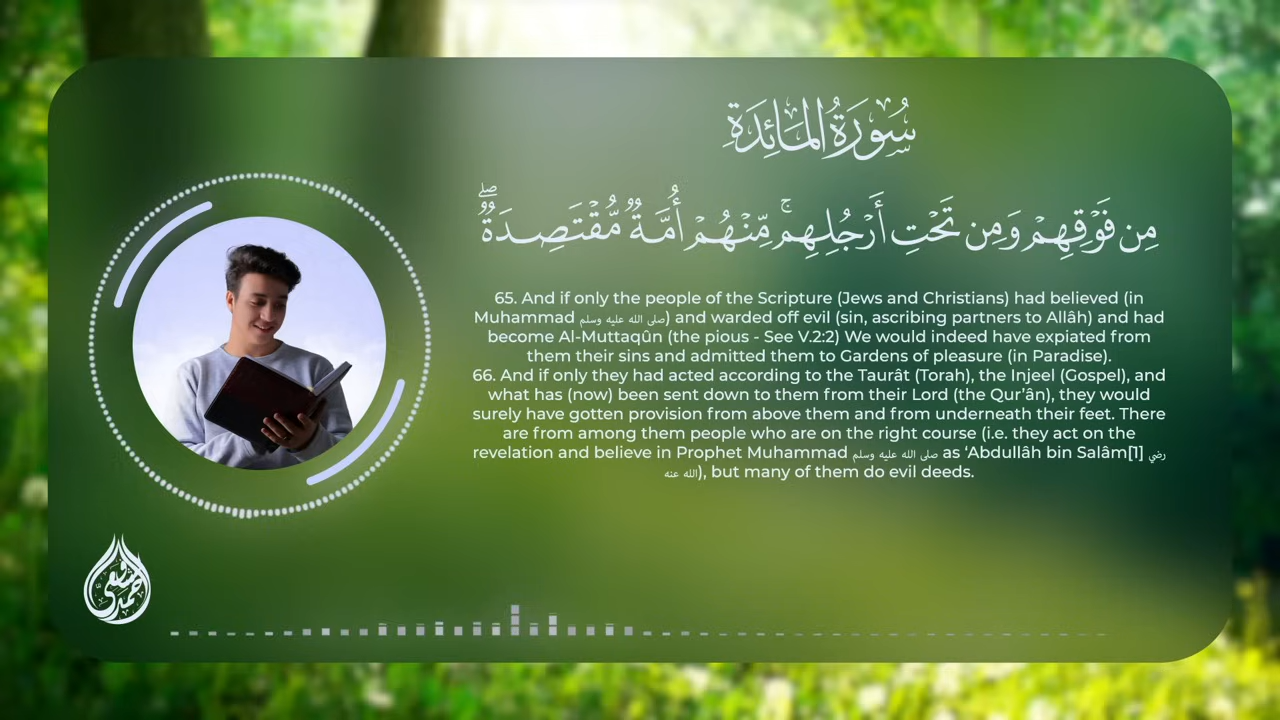 سُورَةُ المَائِدَةِ
مِن فَوْقِهِمْ وَمِن تَحْتِ أَرْجُلِهِم ۚ مِّنْهُمْ أُمَّةٌ مُّقْتَصِدَةٌ ۖ
65. And if only the people of the Scripture (Jews and Christians) had believed (in
Muhammad صلى الله عليه وسلم) and warded off evil (sin, ascribing partners to Allâh) and had
become Al-Muttaqûn (the pious - See V.2:2) We would indeed have expiated from
them their sins and admitted them to Gardens of pleasure (in Paradise).
66. And if only they had acted according to the Taurât (Torah), the Injeel (Gospel), and
what has (now) been sent down to them from their Lord (the Qur’ân), they would
surely have gotten provision from above them and from underneath their feet. There
are from among them people who are on the right course (i.e. they act on the
revelation and believe in Prophet Muhammad صلى الله عليه وسلم as ‘Abdullâh bin Salâm[1] رضي
الله عنه), but many of them do evil deeds.